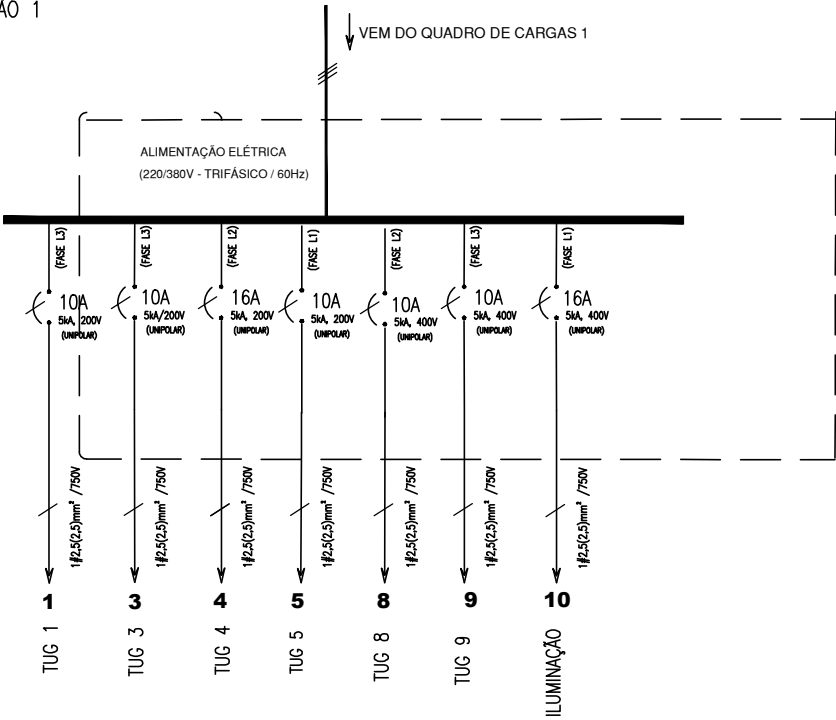 ÃO 1
VEM DO QUADRO DE CARGAS 1
ALIMENTAÇÃO ELÉTRICA
(220/380V - TRIFÁSICO / 60Hz)
(FASE L3)
(FASE L3)
(FASE L2)
(FASE L1)
(FASE L2)
(FASE L3)
(FASE L1)
10A
5kA, 200V
(UNIPOLAR)
10A
5kA/200V
(UNIPOLAR)
16A
5kA, 200V
(UNIPOLAR)
10A
5kA, 200V
(UNIPOLAR)
10A
5kA, 400V
(UNIPOLAR)
10A
5kA, 400V
(UNIPOLAR)
16A
5kA, 400V
(UNIPOLAR)
1#2,5(2,5)mm² /750V
1#2,5(2,5)mm² /750V
1#2,5(2,5)mm² /750V
1#2,5(2,5)mm² /750V
1#2,5(2,5)mm² /750V
1#2,5(2,5)mm² /750V
1#2,5(2,5)mm² /750V
1
3
4
5
8
9
10
TUG 1
TUG 3
TUG 4
TUG 5
TUG 8
TUG 9
ILUMINAÇÃO